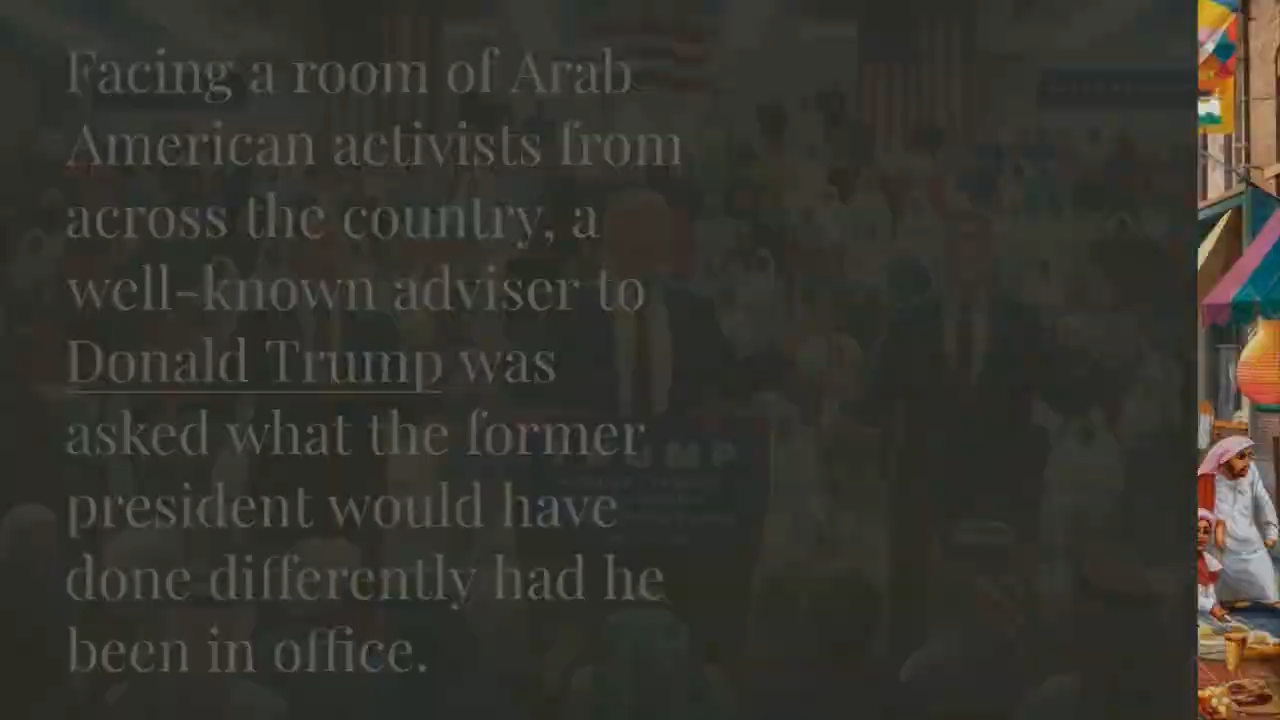 Facing a room of Arab
American activists from
across the country, a
well-known adviser to
Donald Trump was
asked what the former
president would have
done differently had he
been in office.
TRUMP